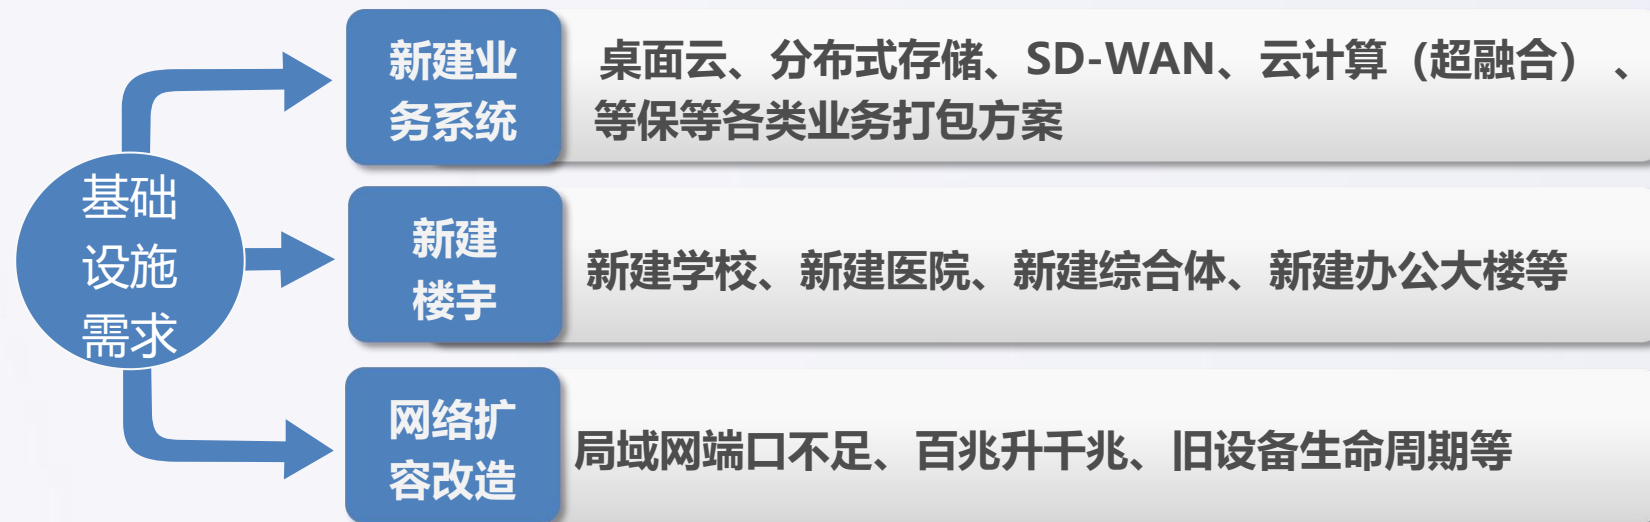 基础
设施
需求
新建业
务系统
桌面云、分布式存储、SD-WAN、云计算（超融合）、
等保等各类业务打包方案
新建
楼宇
新建学校、新建医院、新建综合体、新建办公大楼等
网络扩
容改造
局域网端口不足、百兆升千兆、旧设备生命周期等